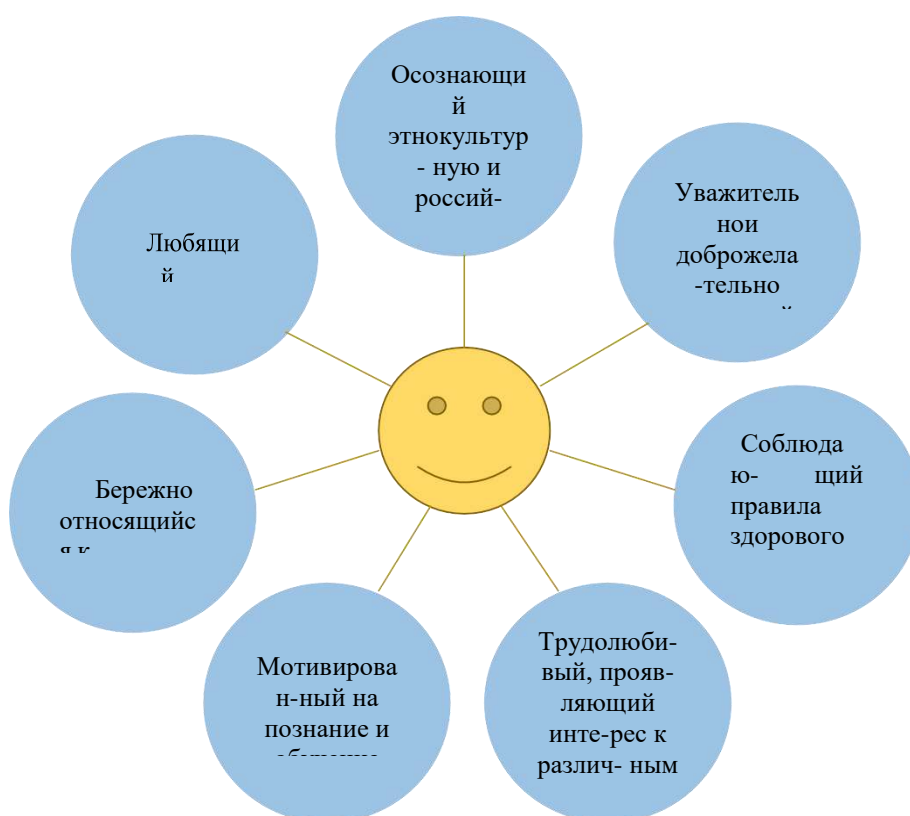 Осознающи
й
этнокультур
- ную и
россий-
Уважитель
нои
доброжела
-тельно
Соблюда
ю- щий
правила
здорового
Трудолюби-
вый, прояв-
ляющий
инте-рес к
различ- ным
Мотивирова
н-ный на
познание и
Бережно
относящийс
я к
Любящи
й